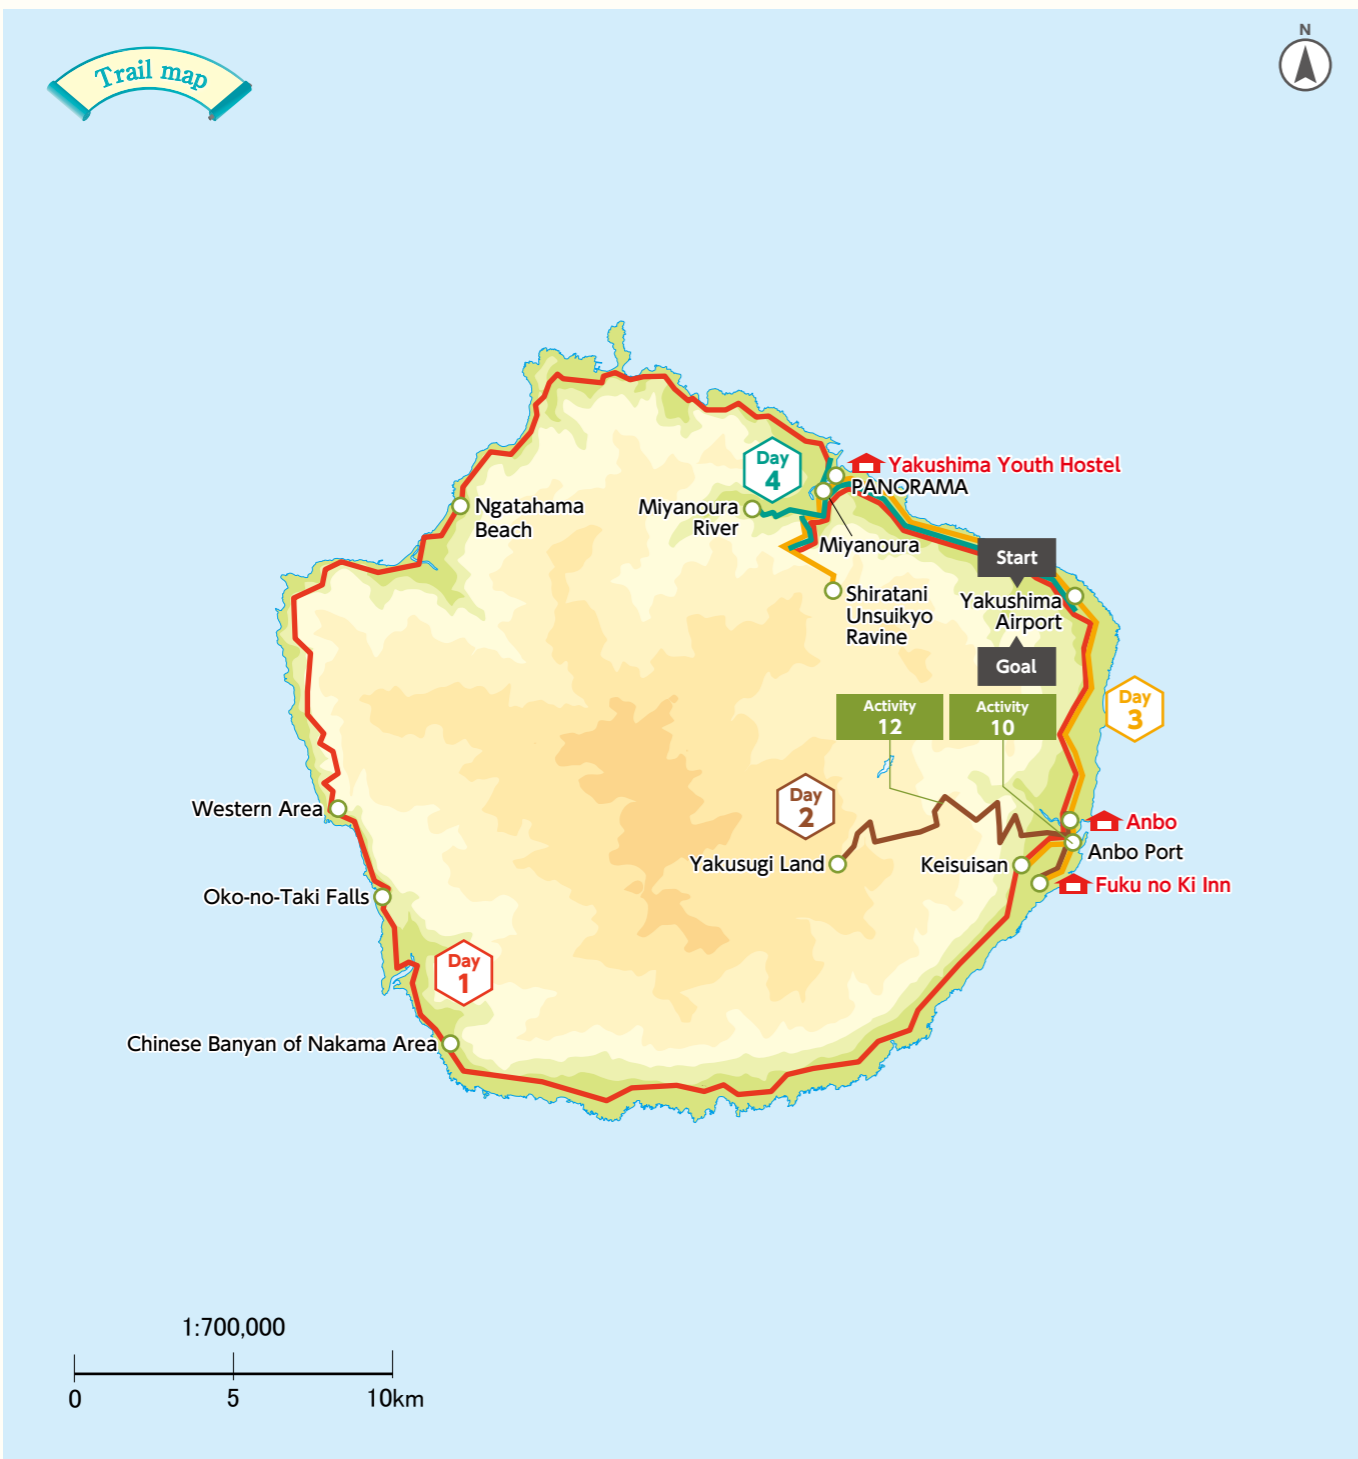 Trail map
N
Day
4
Yakushima Youth Hostel
PANORAMA
Miyanoura
River
Miyanoura
Ngatahama
Beach
Start
Shiratani
Unsuikyo
Ravine
Yakushima
Airport
Goal
Activity
12
Activity
10
Day
3
Day
2
Western Area
Anbo
Anbo Port
Yakusugi Land
Keisuisan
Fuku no Ki Inn
Oko-no-Taki Falls
Day
1
Chinese Banyan of Nakama Area
1:700,000
0 5 10km